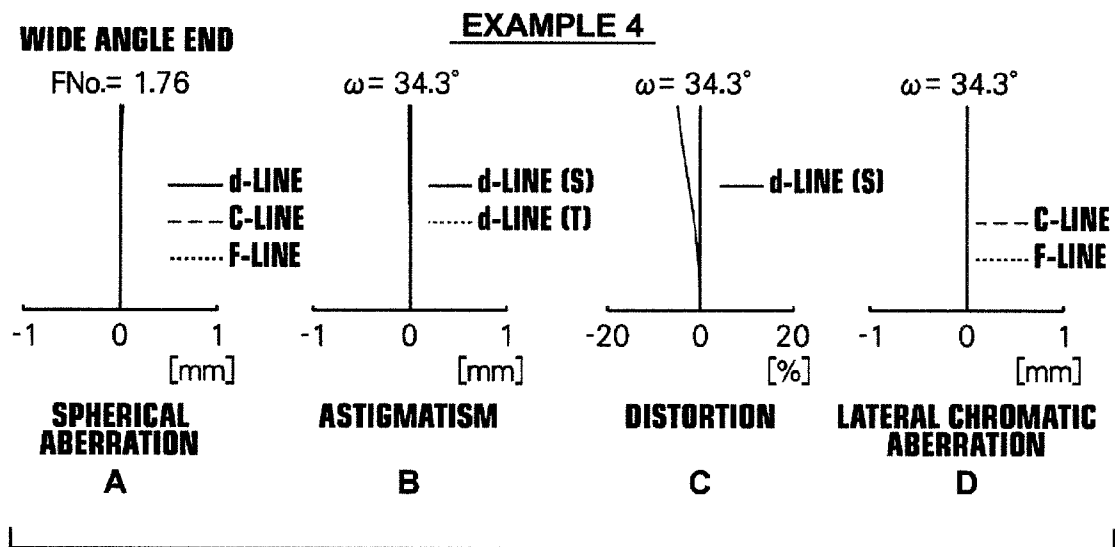 EXAMPLE 4
WIDE ANGLE END
FNo.= 1.76
d-LINE
C-LINE
F-LINE
-1 0 1
[mm]
SPHERICAL
ABERRATION
A
ω= 34.3°
d-LINE (S)
d-LINE (T)
-1 0 1
[mm]
ASTIGMATISM
B
ω= 34.3°
d-LINE (S)
-20 0 20
[%]
DISTORTION
C
ω= 34.3°
C-LINE
F-LINE
-1 0 1
[mm]
LATERAL CHROMATIC
ABERRATION
D